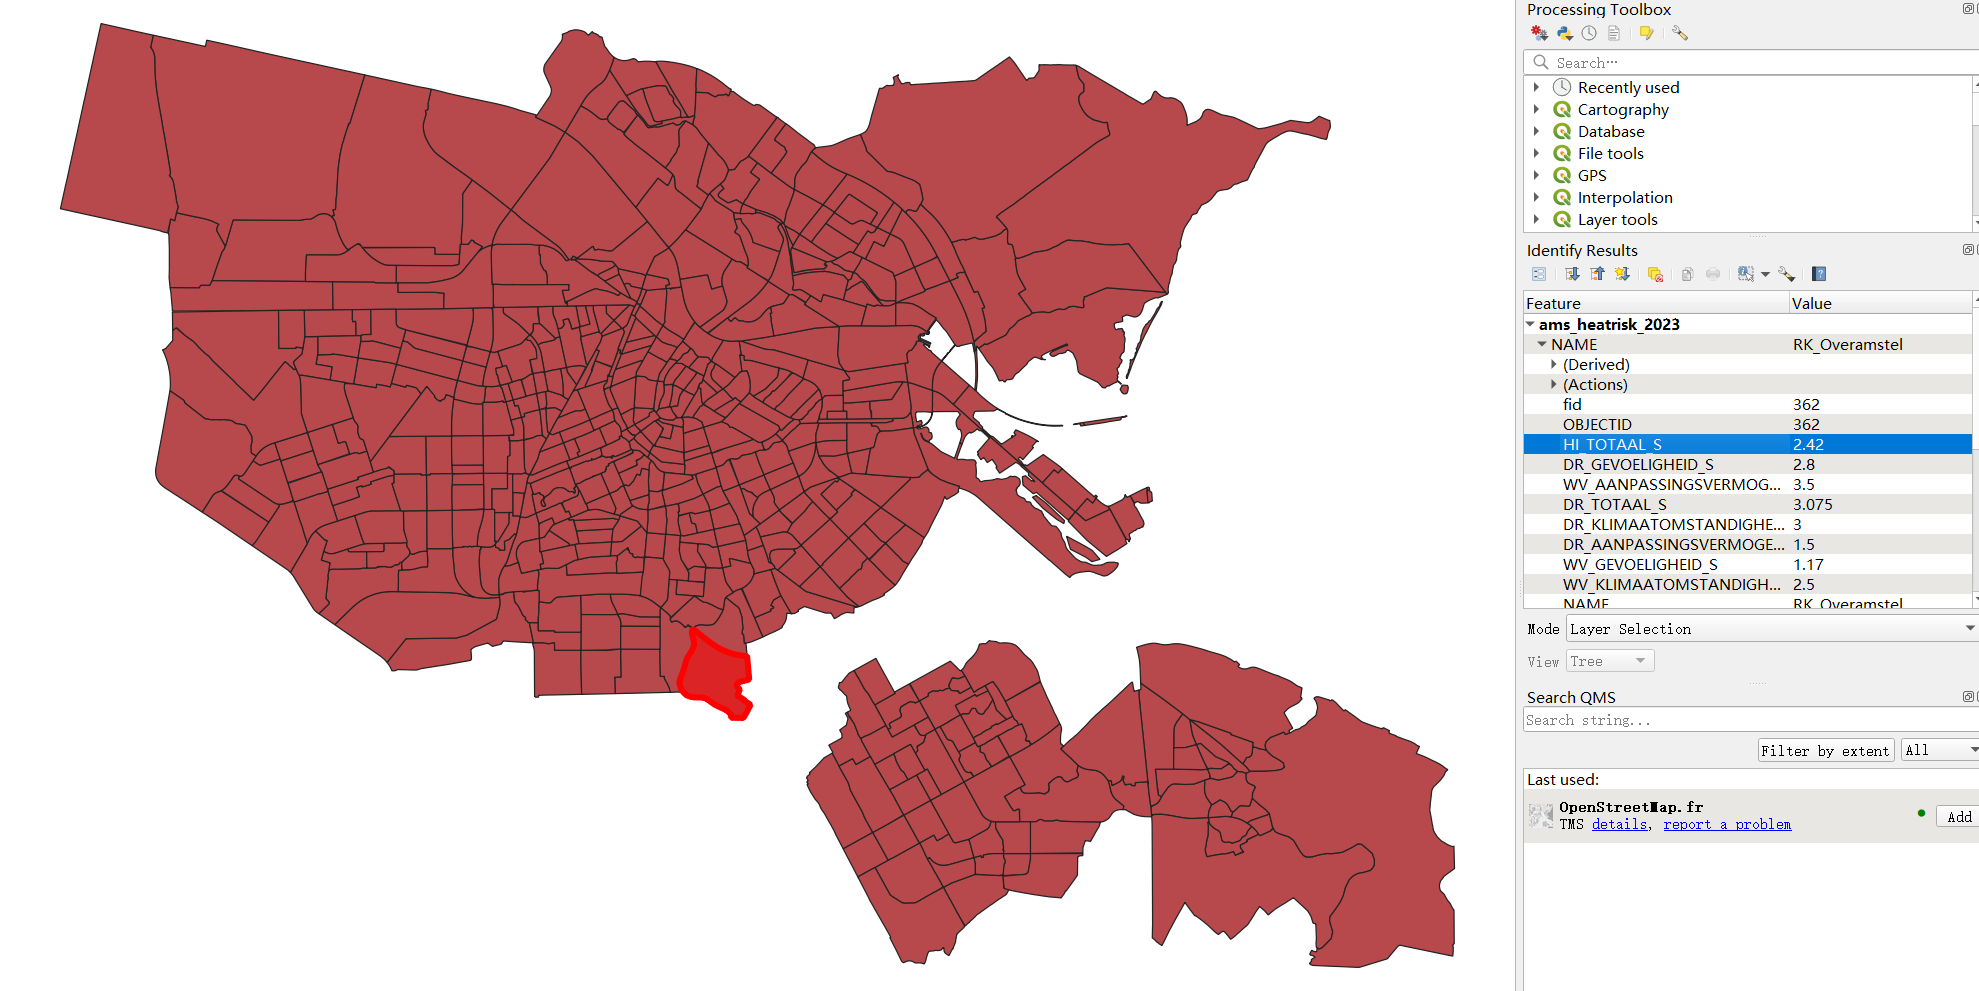 Processing Toolbox
Search…
Recently used
Cartography
Database
File tools
GPS
Interpolation
Layer tools
Identify Results
Feature Value
ams_heatrisk_2023
NAME RK_Overamstel
(Derived)
(Actions)
fid 362
OBJECTID 362
HI_TOTAAL_S 2.42
DR_GEVOELIGHEID_S 2.8
WV_AANPASSINGSVERMOG... 3.5
DR_TOTAAL_S 3.075
DR_KLIMAATOMSTANDIGHE... 3
DR_AANPASSINGSVERMOGE... 1.5
WV_GEVOELIGHEID_S 1.17
WV_KLIMAATOMSTANDIGH... 2.5
NAME RK_Overamstel
Mode Layer Selection
View Tree
Search QMS
Search string...
Filter by extent All
Last used:
OpenStreetMap.fr
TMS details, report a problem
Add